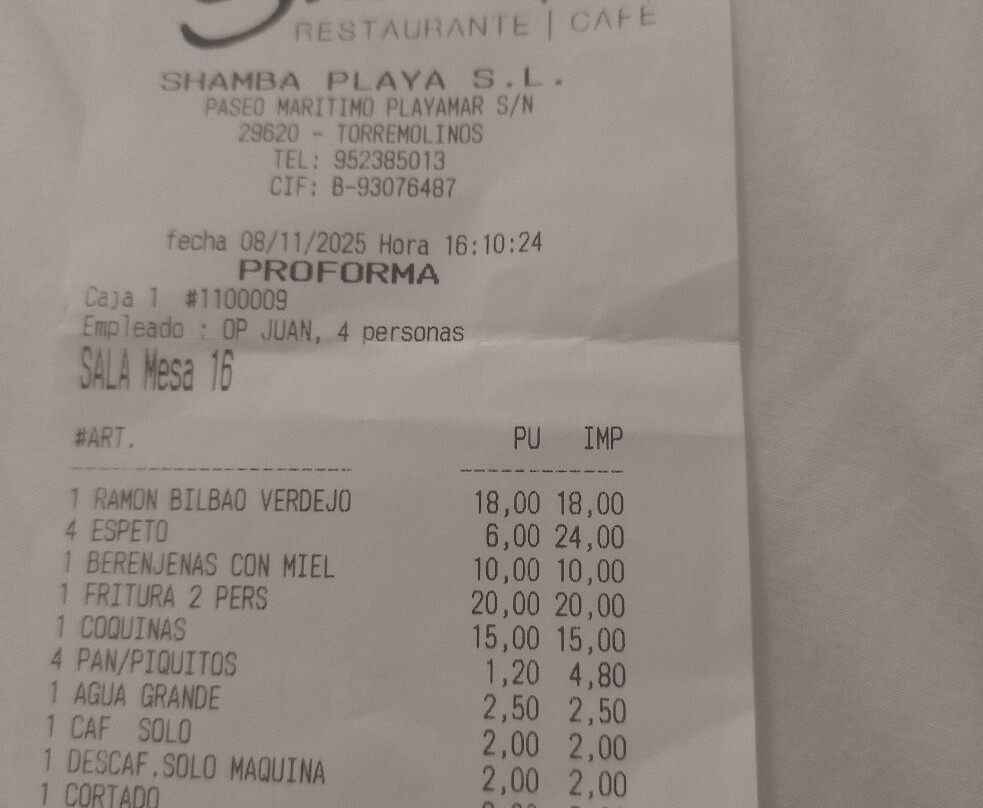 RESTAURANTE | CAFÉ
SHAMBA PLAYA S.L.
PASEO MARITIMO PLAYAMAR S/N
29620 - TORREMOLINOS
TEL: 952385013
CIF: B-93076487
fecha 08/11/2025 Hora 16:10:24
PROFORMA
Caja 1 #1100009
Empleado : OP JUAN, 4 personas
SALA Mesa 16
#ART. PU IMP
1 RAMON BILBAO VERDEJO 18,00 18,00
4 ESPETO 6,00 24,00
1 BERENJENAS CON MIEL 10,00 10,00
1 FRITURA 2 PERS 20,00 20,00
1 COQUINAS 15,00 15,00
4 PAN/PIQUITOS 1,20 4,80
1 AGUA GRANDE 2,50 2,50
1 CAF SOLO 2,00 2,00
1 DESCAF.SOLO MAQUINA 2,00 2,00
1 CORTADO